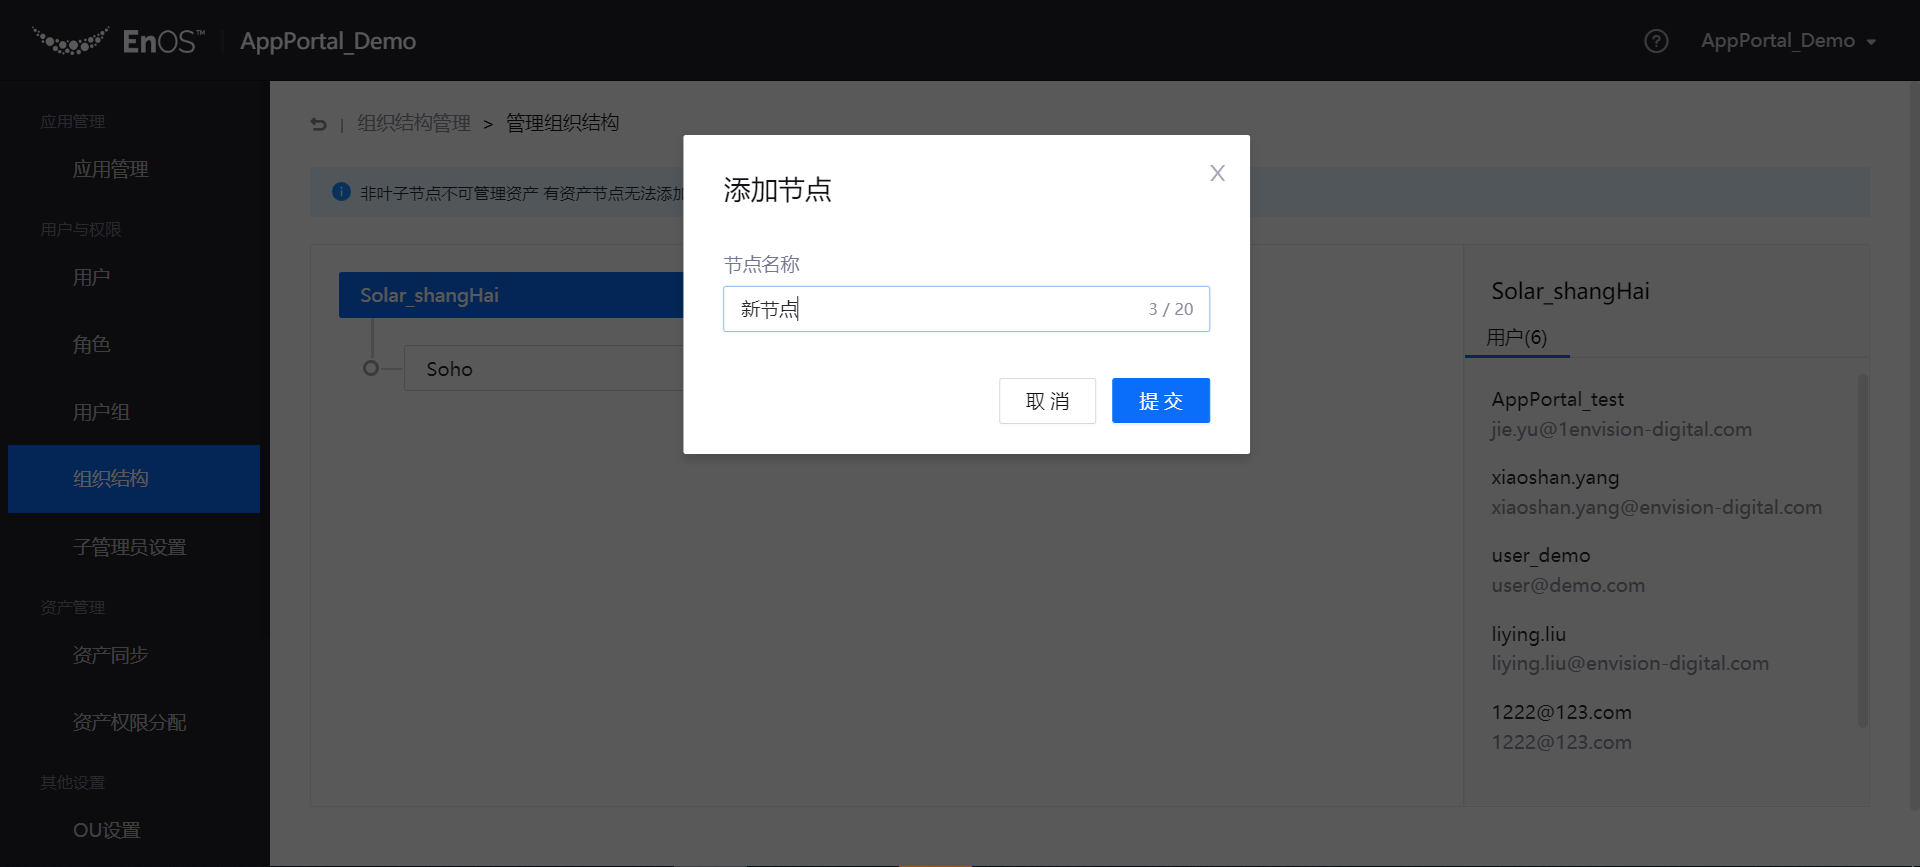 EnOS™ AppPortal_Demo
AppPortal_Demo
应用管理
应用管理
用户与权限
用户
角色
用户组
组织结构
子管理员设置
资产管理
资产同步
资产权限分配
其他设置
OU设置
组织结构管理 > 管理组织结构
非叶子节点不可管理资产 有资产节点无法添加
Solar_shangHai
Soho
添加节点
X
节点名称
新节点
3 / 20
取 消
提 交
Solar_shangHai
用户(6)
AppPortal_test
jie.yu@1envision-digital.com
xiaoshan.yang
xiaoshan.yang@envision-digital.com
user_demo
user@demo.com
liying.liu
liying.liu@envision-digital.com
1222@123.com
1222@123.com